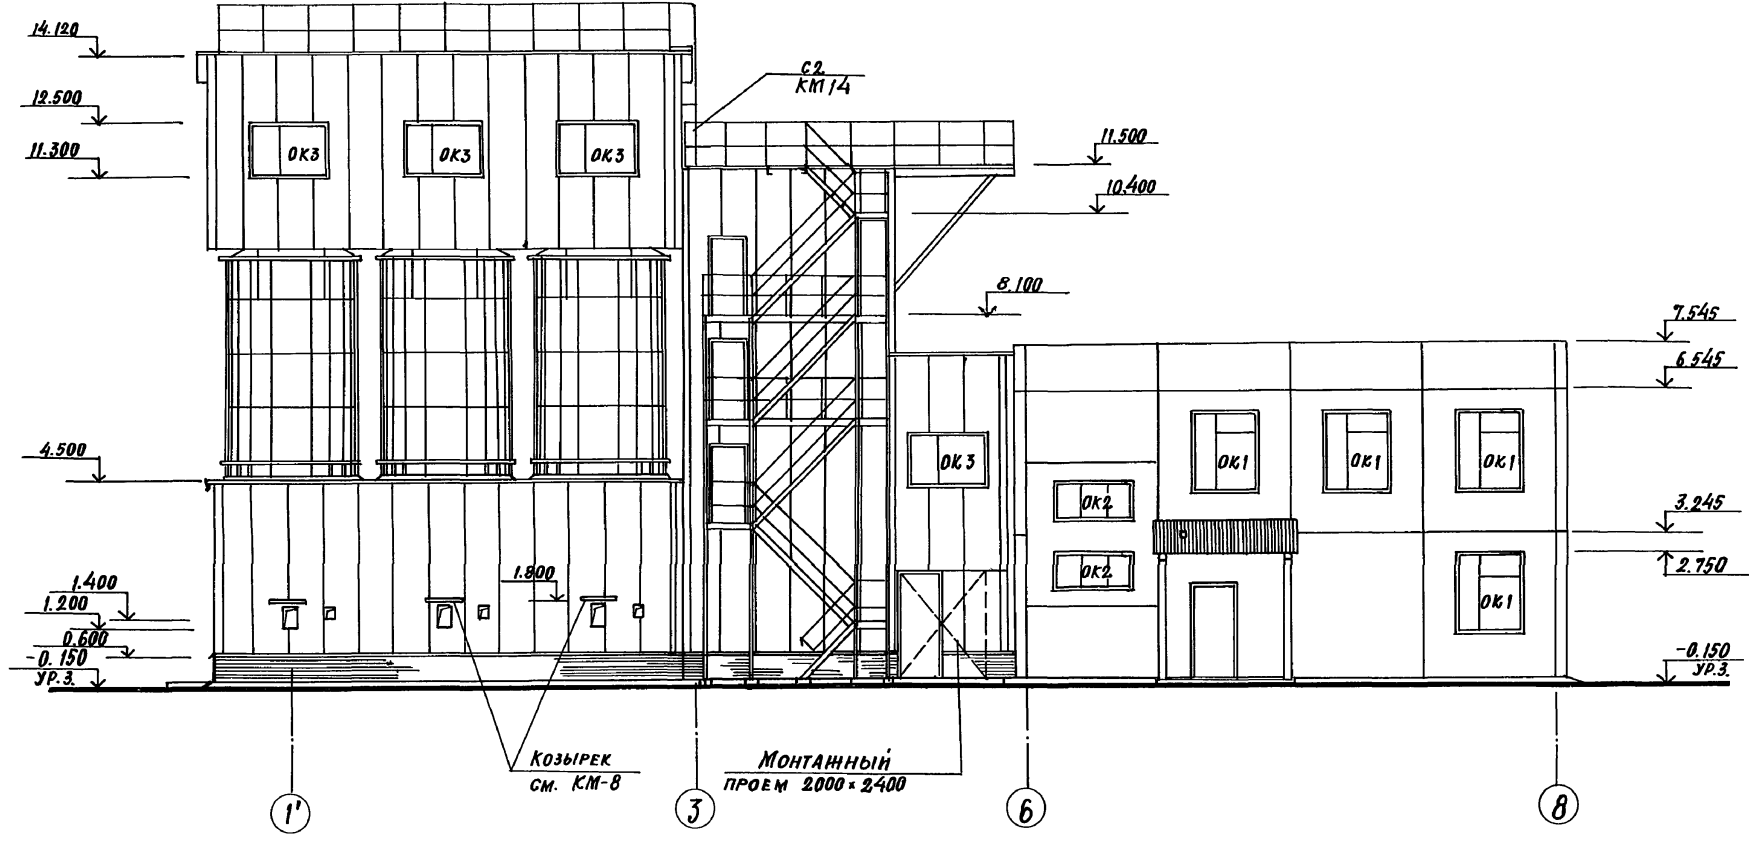 14.120
С2
КМ14
12.500
11.300
ОК3
ОК3
ОК3
11.500
10.400
8.100
7.545
6.545
4.500
ОК3
ОК1
ОК1
ОК1
ОК2
3.245
1.400
1.800
ОК2
2.750
1.200
ОК1
0.600
-0.150
УР.З.
-0.150
УР.З.
КОЗЫРЕК
СМ. КМ-8
МОНТАЖНЫЙ
ПРОЕМ 2000×2400
1'
3
6
8